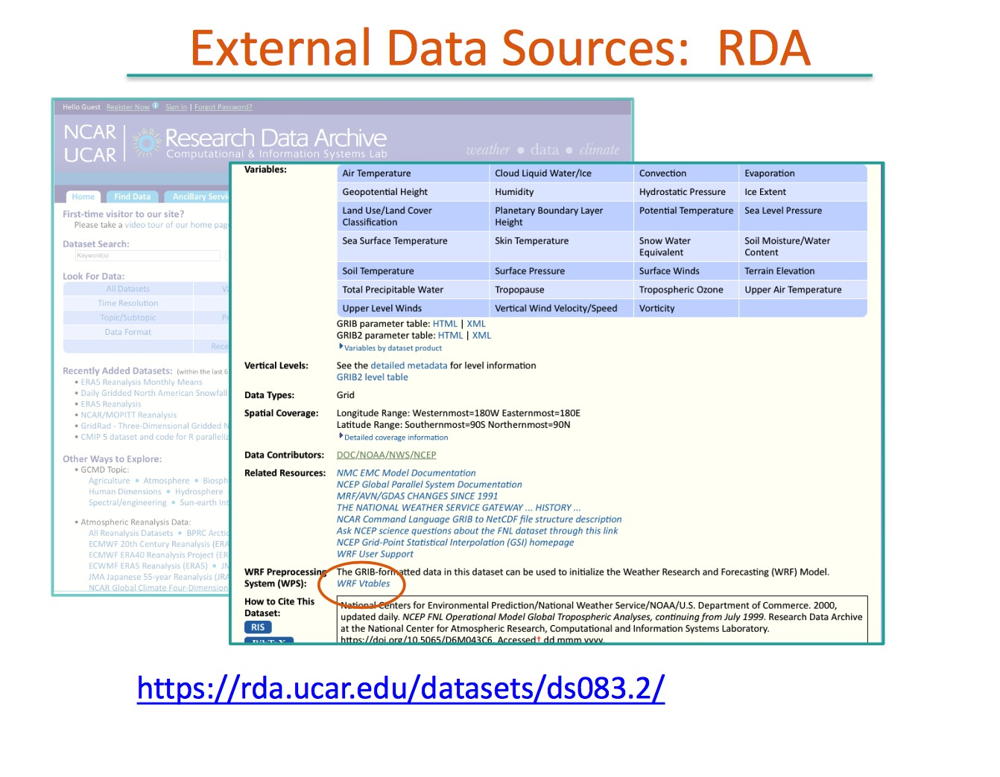 External Data Sources: RDA
Hello Guest Register Now Sign In | Forgot Password?
NCAR
UCAR
Research Data Archive
Computational & Information Systems Lab
weather • data • climate
Home Find Data
First-time visitor to our site?
Please take a video tour of our home
Dataset Search:
Keyword(s)
Look For Data:
All Datasets
Time Resolution
Topic/Subtopic
Data Format
Recently Added Datasets: (within the last 6
• ERA5 Reanalysis Monthly Means
• Daily Gridded North American Snowfall
• ERA5 Reanalysis
• NCAR/MOPITT Reanalysis
• GridRad - Three-Dimensional Gridded
• CMIP 5 dataset and code for R
Other Ways to Explore:
• GCMD Topic:
Agriculture • Atmosphere •
Human Dimensions • Hydrosphere
Spectral/engineering • Sun-earth
• Atmospheric Reanalysis Data:
All Reanalysis Datasets • BPRC
ECMWF 20th Century Reanalysis
ECMWF ERA40 Reanalysis Project
ECWMF ERA5 Reanalysis (ERA5) •
JMA Japanese 55-year Reanalysis
NCAR Global Climate Four-Dimension
Variables:
Air Temperature Cloud Liquid Water/Ice Convection Evaporation
Geopotential Height Humidity Hydrostatic Pressure Ice Extent
Land Use/Land Cover Planetary Boundary Layer Potential Temperature Sea Level Pressure
Classification Height
Sea Surface Temperature Skin Temperature Snow Water Soil Moisture/Water
Equivalent Content
Soil Temperature Surface Pressure Surface Winds Terrain Elevation
Total Precipitable Water Tropopause Tropospheric Ozone Upper Air Temperature
Upper Level Winds Vertical Wind Velocity/Speed Vorticity
GRIB parameter table: HTML | XML
GRIB2 parameter table: HTML | XML
Variables by dataset product
Vertical Levels: See the detailed metadata for level information
GRIB2 level table
Data Types: Grid
Spatial Coverage: Longitude Range: Westernmost=180W Easternmost=180E
Latitude Range: Southernmost=90S Northernmost=90N
Detailed coverage information
Data Contributors: DOC/NOAA/NWS/NCEP
Related Resources: NMC EMC Model Documentation
NCEP Global Parallel System Documentation
MRF/AVN/GDAS CHANGES SINCE 1991
THE NATIONAL WEATHER SERVICE GATEWAY ... HISTORY ...
NCAR Command Language GRIB to NetCDF file structure description
Ask NCEP science questions about the FNL dataset through this link
NCEP Grid-Point Statistical Interpolation (GSI) homepage
WRF User Support
WRF Preprocessing The GRIB-formatted data in this dataset can be used to initialize the Weather Research and Forecasting (WRF) Model.
System (WPS): WRF Vtables
How to Cite This
Dataset:
RIS
BibTeX
National Centers for Environmental Prediction/National Weather Service/NOAA/U.S. Department of Commerce. 2000,
updated daily. NCEP FNL Operational Model Global Tropospheric Analyses, continuing from July 1999. Research Data Archive
at the National Center for Atmospheric Research, Computational and Information Systems Laboratory.
https://doi.org/10.5065/D6M043C6. Accessed† dd mmm yyyy.
https://rda.ucar.edu/datasets/ds083.2/